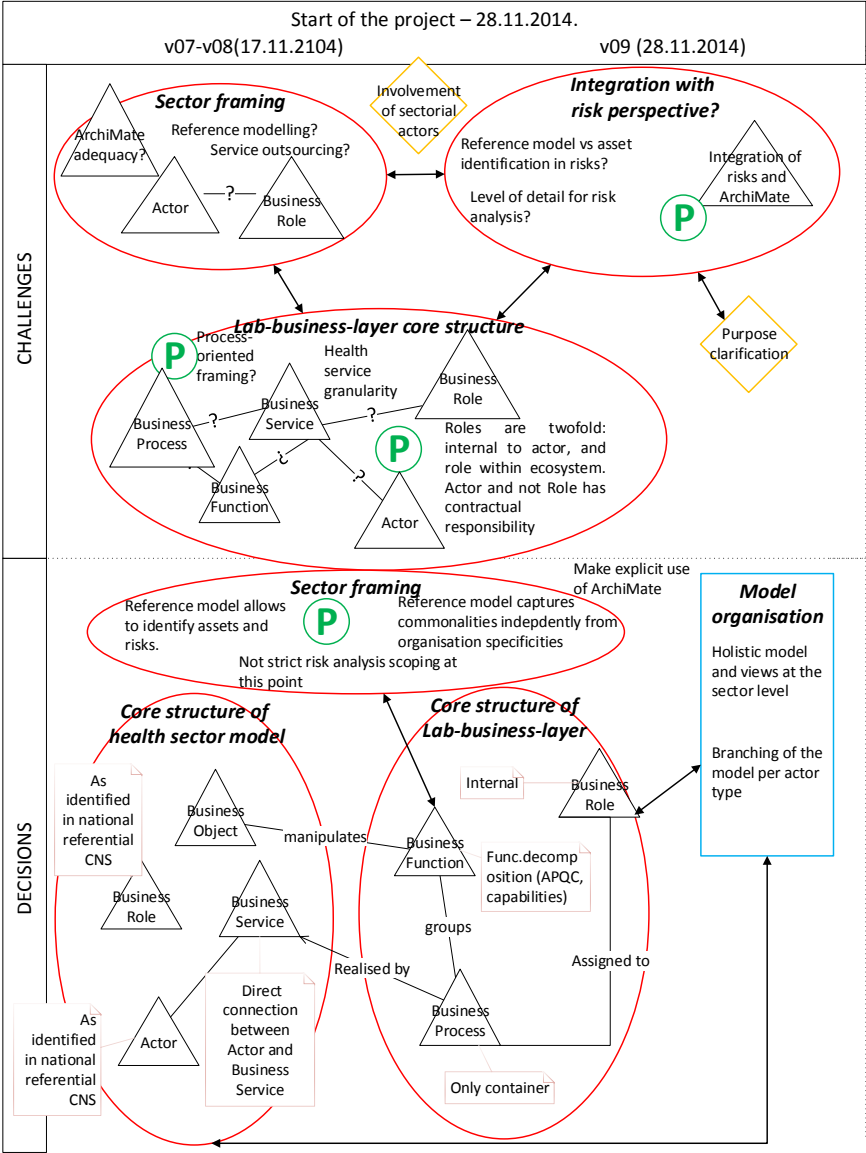 Start of the project – 28.11.2014.
v07-v08(17.11.2104)
v09 (28.11.2014)
CHALLENGES
Sector framing
ArchiMate
adequacy?
Reference modelling?
Service outsourcing?
Actor
—?—
Business
Role
Involvement
of sectorial
actors
Integration with
risk perspective?
Reference model vs asset
identification in risks?
Level of detail for risk
analysis?
Integration of
risks and
ArchiMate
P
Purpose
clarification
Lab-business-layer core structure
P
Process-
oriented
framing?
Health
service
granularity
Business
Process
?
Business
Service
?
Business
Role
Business
Function
?
?
P
Actor
Roles are twofold:
internal to actor, and
role within ecosystem.
Actor and not Role has
contractual
responsibility
DECISIONS
Sector framing
Reference model allows
to identify assets and
risks.
P
Reference model captures
commonalities indepdently from
organisation specificities
Not strict risk analysis scoping at
this point
Make explicit use
of ArchiMate
Model
organisation
Holistic model
and views at the
sector level
Branching of the
model per actor
type
Core structure of
health sector model
As
identified
in national
referential
CNS
Business
Object
manipulates
Business
Role
Business
Service
Realised by
As
identified
in national
referential
CNS
Actor
Direct
connection
between
Actor and
Business
Service
Core structure of
Lab-business-layer
Internal
Business
Role
Business
Function
Func.decomp
osition (APQC,
capabilities)
groups
Assigned to
Business
Process
Only container